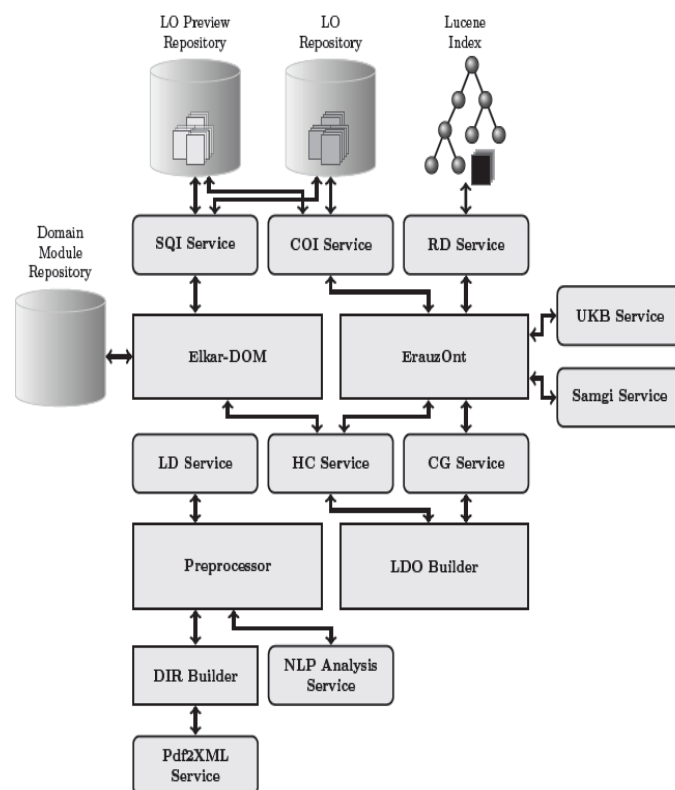 LO Preview
Repository
LO
Repository
Lucene
Index
Domain
Module
Repository
SQI Service
COI Service
RD Service
UKB Service
Elkar-DOM
ErauzOnt
Samgi Service
LD Service
HC Service
CG Service
Preprocessor
LDO Builder
DIR Builder
NLP Analysis
Service
Pdf2XML
Service